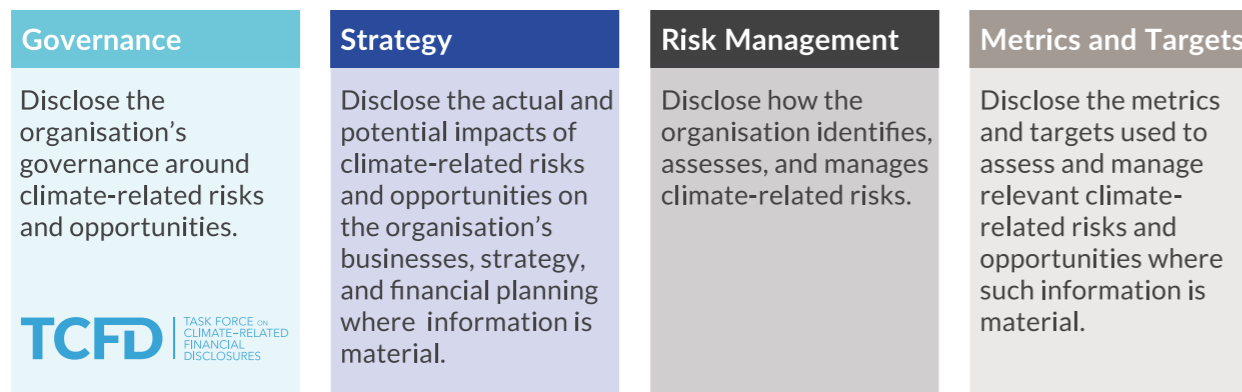 Governance
Disclose the
organisation’s
governance around
climate-related risks
and opportunities.
TCFD
TASK FORCE ON
CLIMATE-RELATED
FINANCIAL
DISCLOSURES
Strategy
Disclose the actual and
potential impacts of
climate-related risks
and opportunities on
the organisation’s
businesses, strategy,
and financial planning
where information is
material.
Risk Management
Disclose how the
organisation identifies,
assesses, and manages
climate-related risks.
Metrics and Targets
Disclose the metrics
and targets used to
assess and manage
relevant climate-
related risks and
opportunities where
such information is
material.